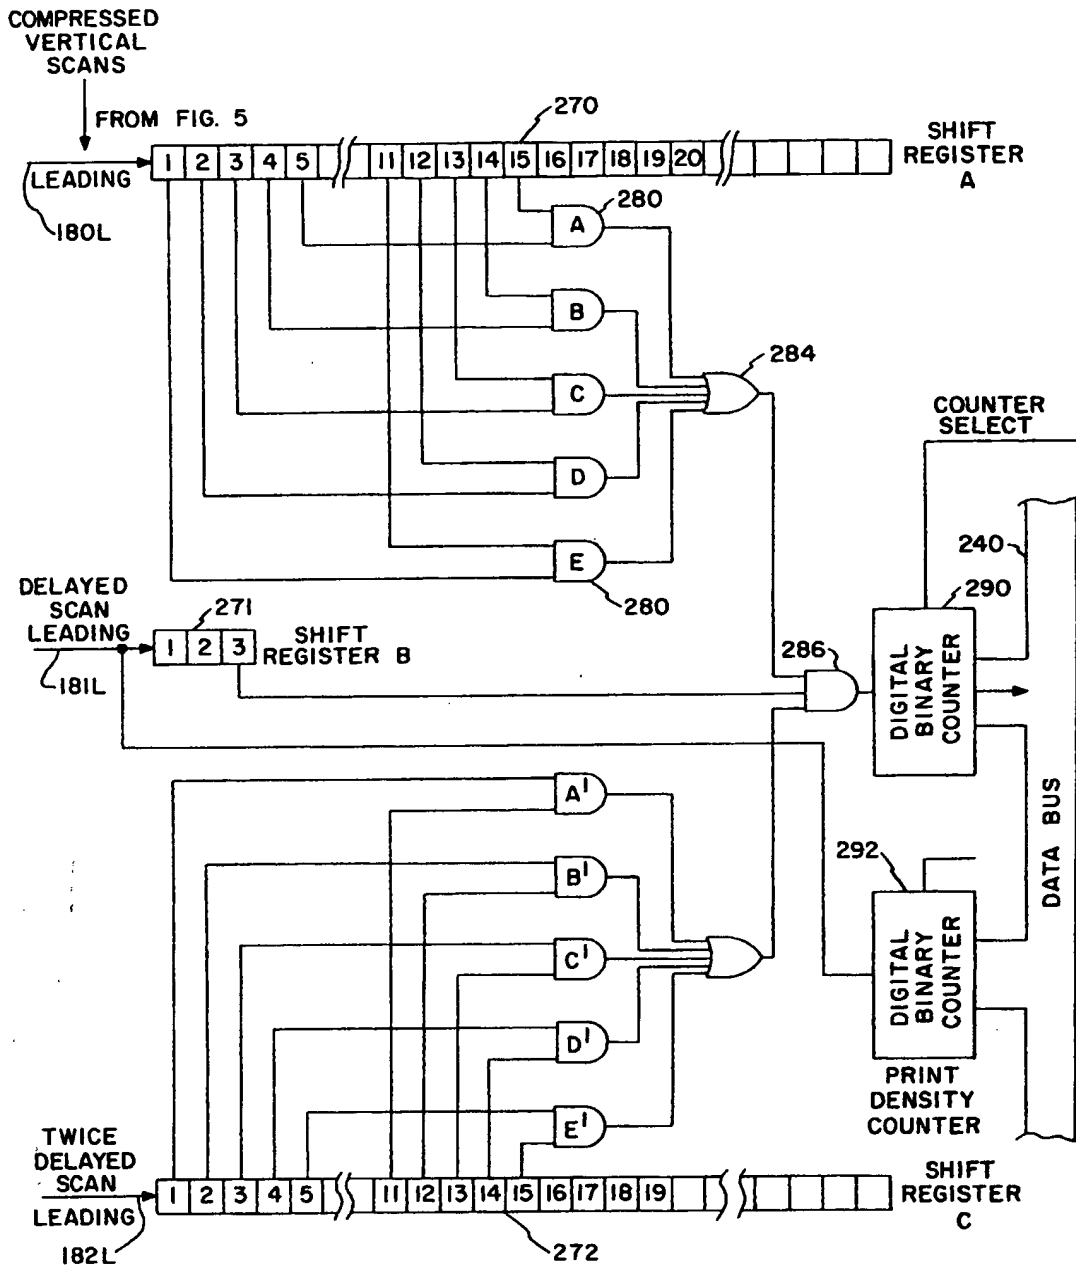 COMPRESSED
VERTICAL
SCANS
FROM FIG. 5
270
LEADING
1 2 3 4 5 11 12 13 14 15 16 17 18 19 20
SHIFT
REGISTER
A
180L
280
A
B
284
C
COUNTER
SELECT
D
240
290
E
280
DELAYED
SCAN
LEADING
271
1 2 3
SHIFT
REGISTER B
181L
286
DIGITAL
BINARY
COUNTER
A'
DATA BUS
292
B'
C'
DIGITAL
BINARY
COUNTER
D'
PRINT
DENSITY
COUNTER
E'
TWICE
DELAYED
SCAN
LEADING
1 2 3 4 5 11 12 13 14 15 16 17 18 19
SHIFT
REGISTER
C
182L
272